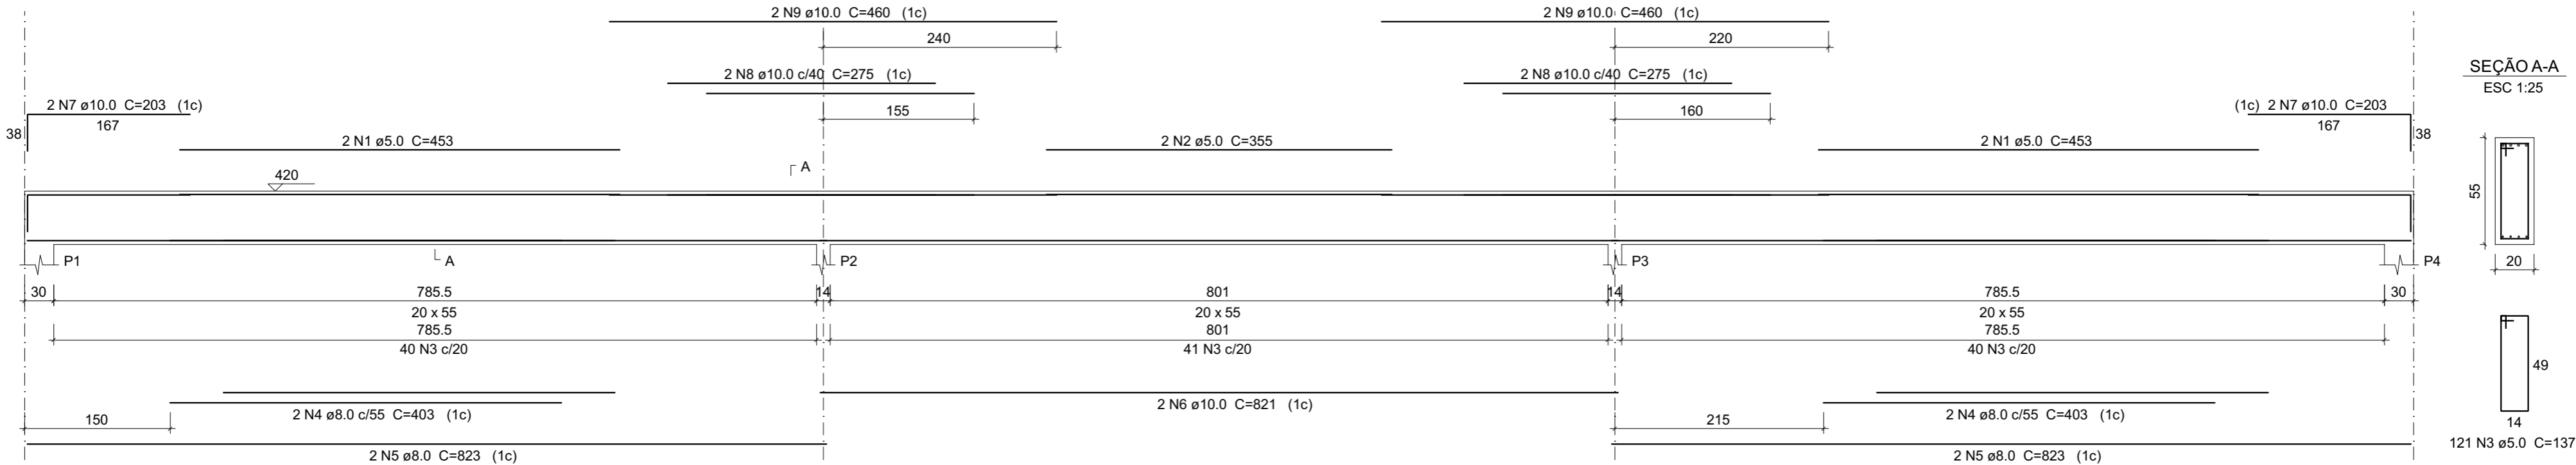 2 N9 ø10.0 C=460 (1c)
2 N9 ø10.0 C=460 (1c)
240
220
SEÇÃO A-A
ESC 1:25
2 N8 ø10.0 c/40 C=275 (1c)
2 N8 ø10.0 c/40 C=275 (1c)
155
160
2 N7 ø10.0 C=203 (1c)
(1c) 2 N7 ø10.0 C=203
167
167
38
38
2 N1 ø5.0 C=453
2 N2 ø5.0 C=355
2 N1 ø5.0 C=453
A
420
55
P1
A
P2
P3
P4
20
30
785.5
14
801
14
785.5
30
20 x 55
20 x 55
20 x 55
785.5
801
785.5
40 N3 c/20
41 N3 c/20
40 N3 c/20
49
2 N4 ø8.0 c/55 C=403 (1c)
2 N6 ø10.0 C=821 (1c)
2 N4 ø8.0 c/55 C=403 (1c)
150
215
14
121 N3 ø5.0 C=137
2 N5 ø8.0 C=823 (1c)
2 N5 ø8.0 C=823 (1c)